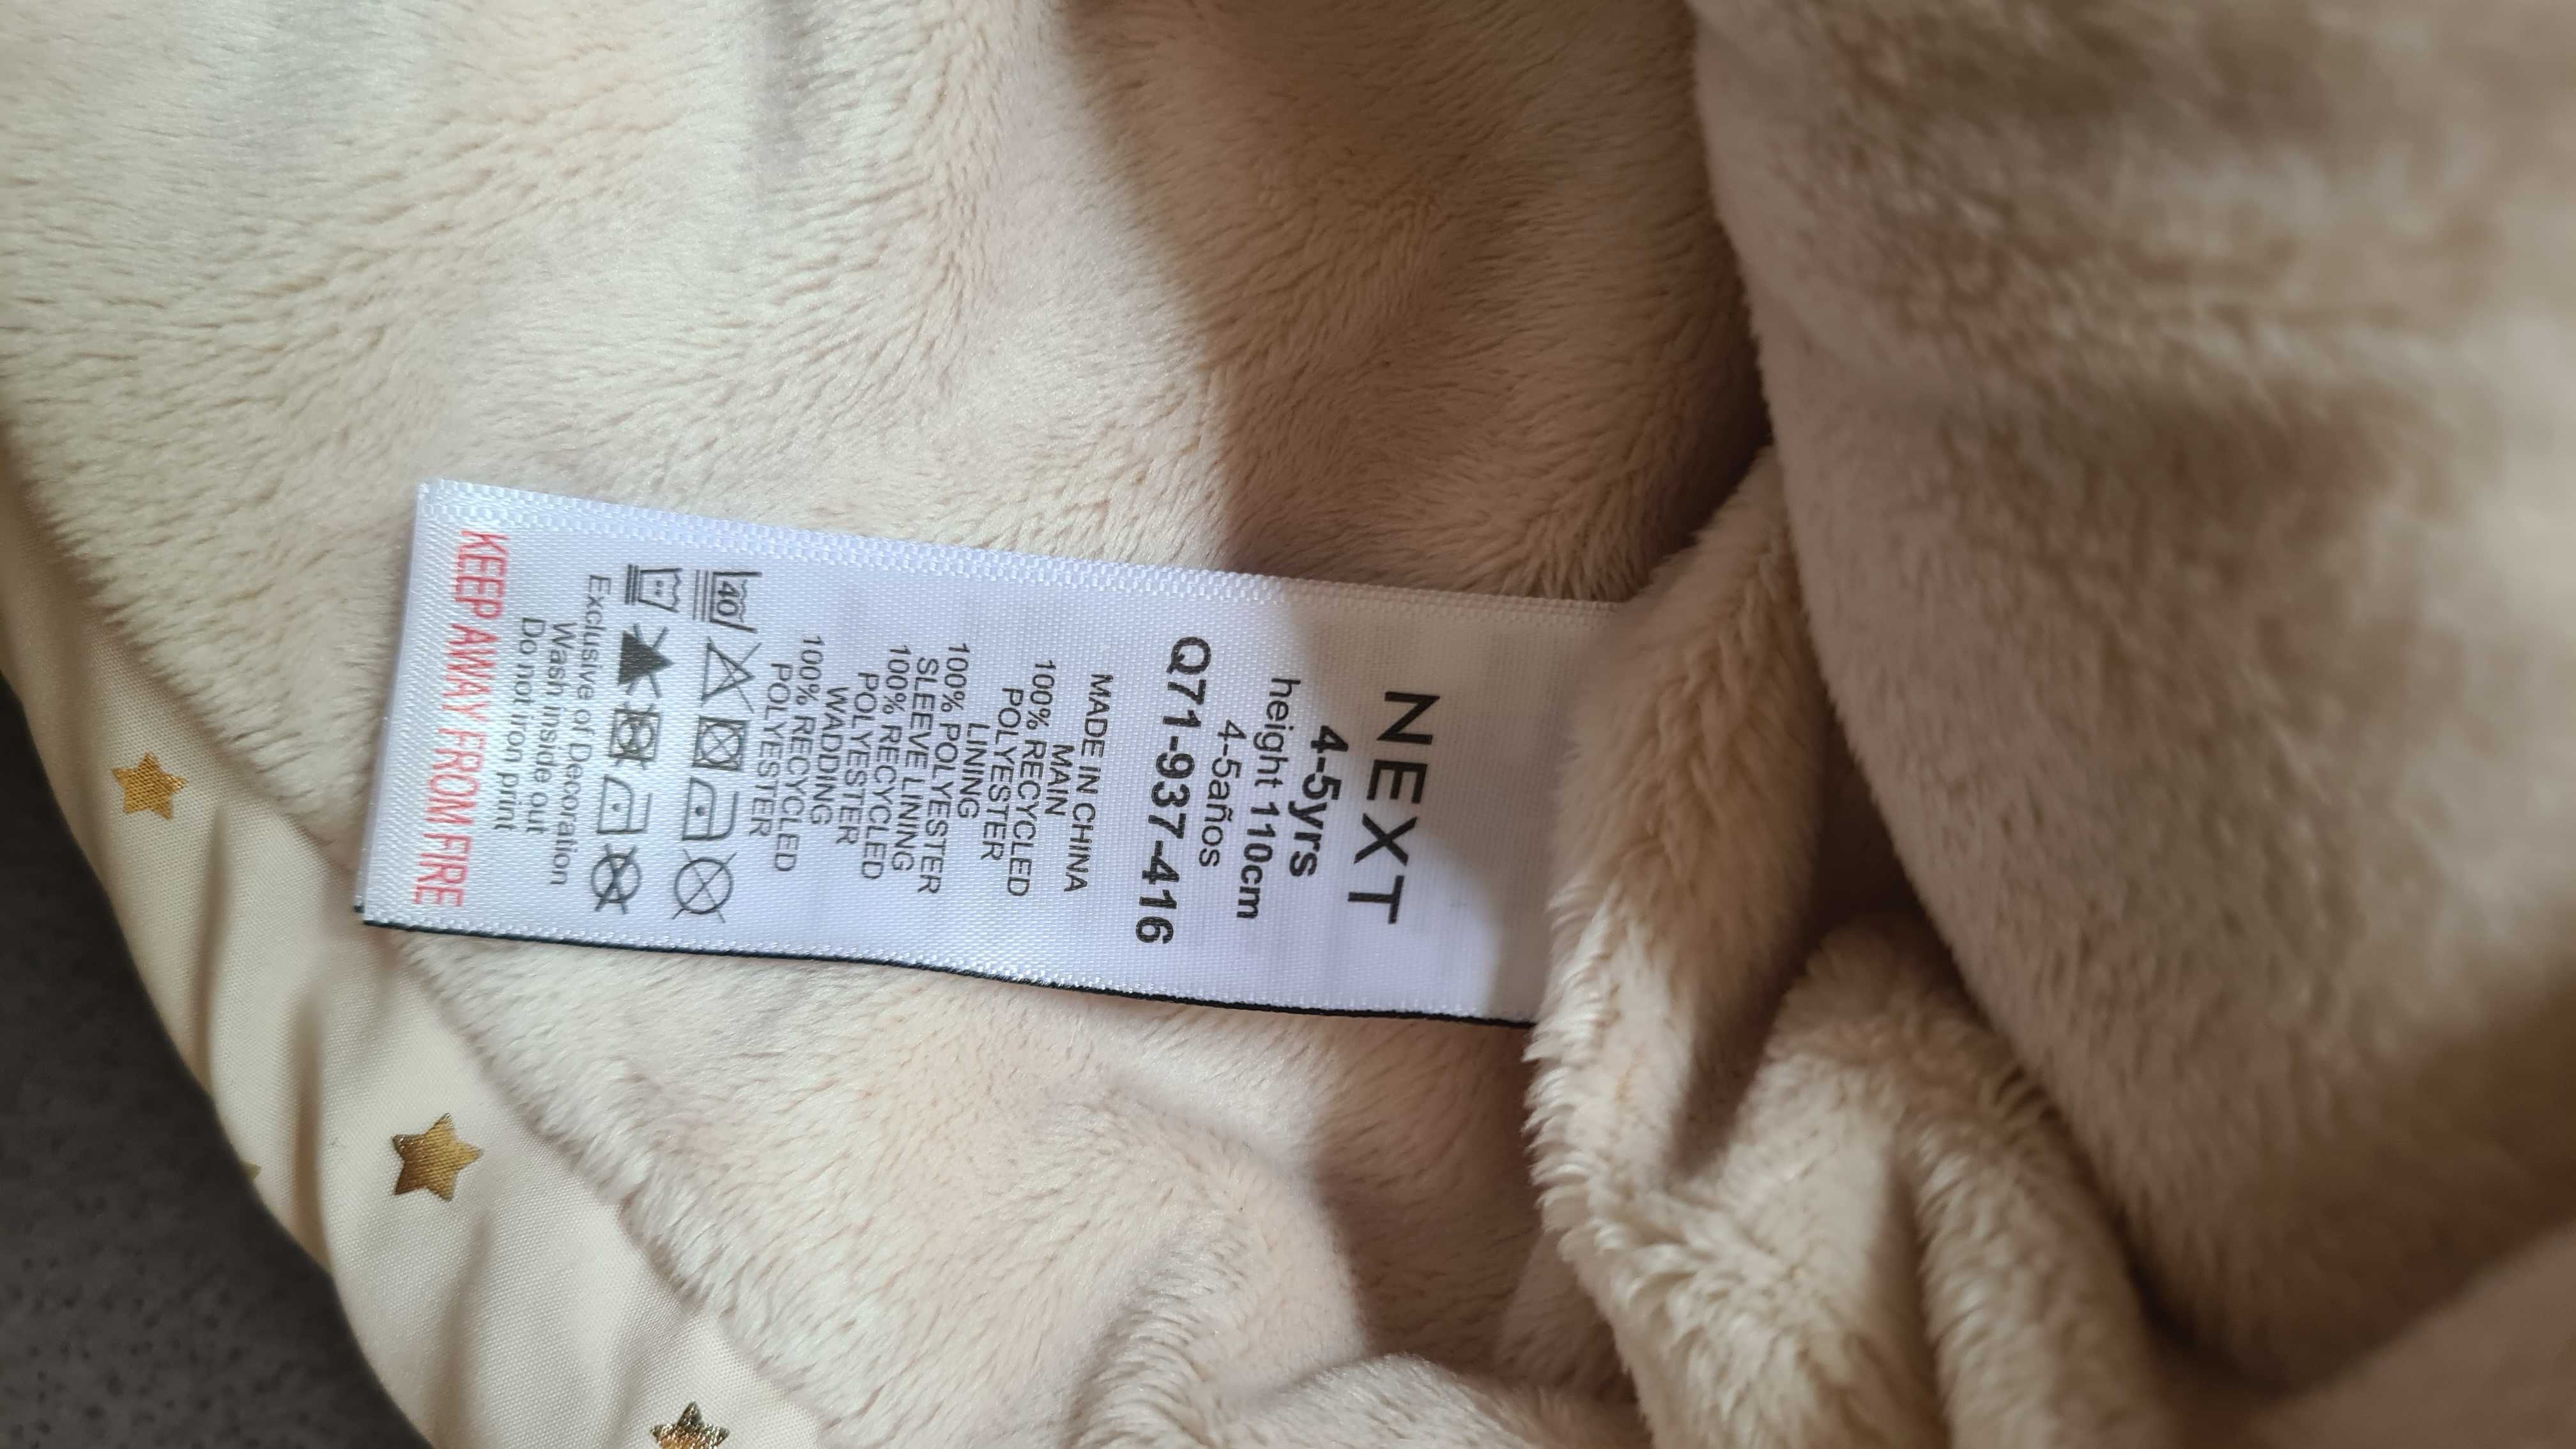 NEXT
4-5yrs
height 110cm
4-5años
Q71-937-416
MADE IN CHINA
MAIN
100% RECYCLED
POLYESTER
LINING
100% POLYESTER
SLEEVE LINING
100% RECYCLED
POLYESTER
WADDING
100% RECYCLED
POLYESTER
40
Exclusive of Decoration
Wash inside out
Do not iron print
KEEP AWAY FROM FIRE